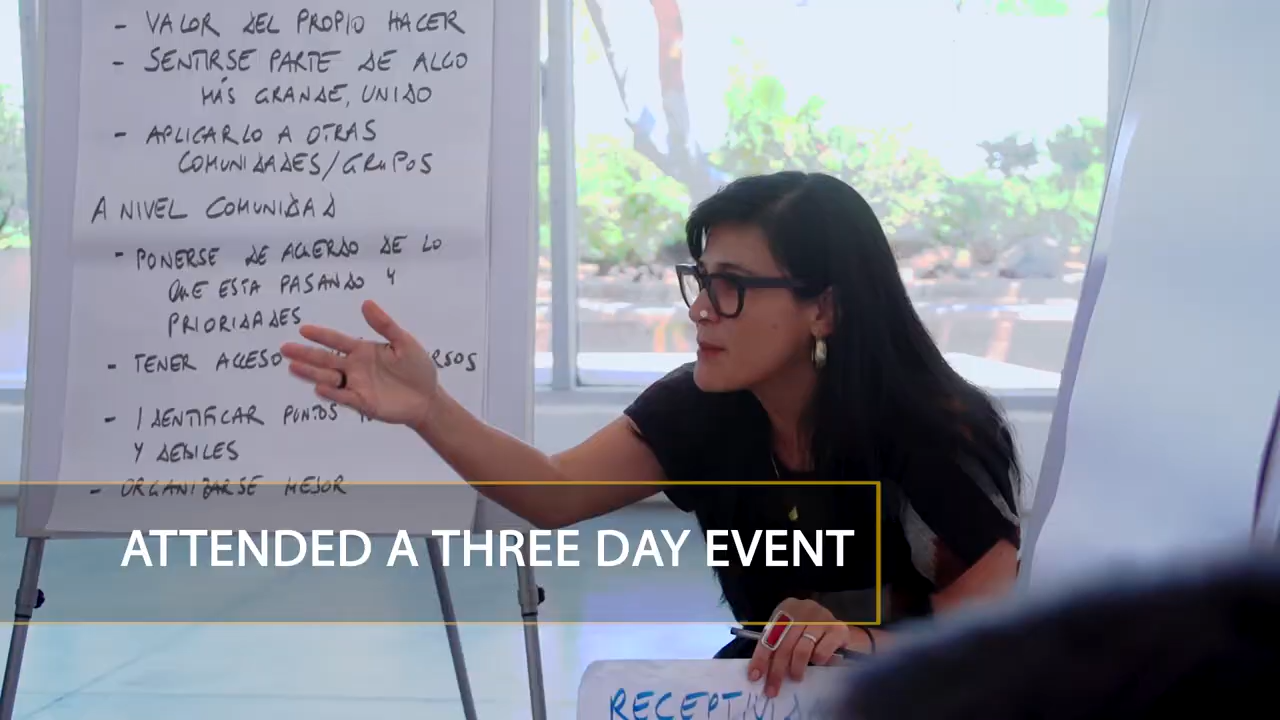 - VALOR DEL PROPIO HACER
- SENTIRSE PARTE DE ALGO
MÁS GRANDE, UNIDO
- APLICARLO A OTRAS
COMUNIDADES/GRUPOS
A NIVEL COMUNIDAD
- PONERSE DE ACUERDO DE LO
QUE ESTA PASANDO Y
PRIORIDADES
- TENER ACCESO
- IDENTIFICAR PUNTOS
Y DEBILES
- ORGANIZARSE MEJOR
ATTENDED A THREE DAY EVENT